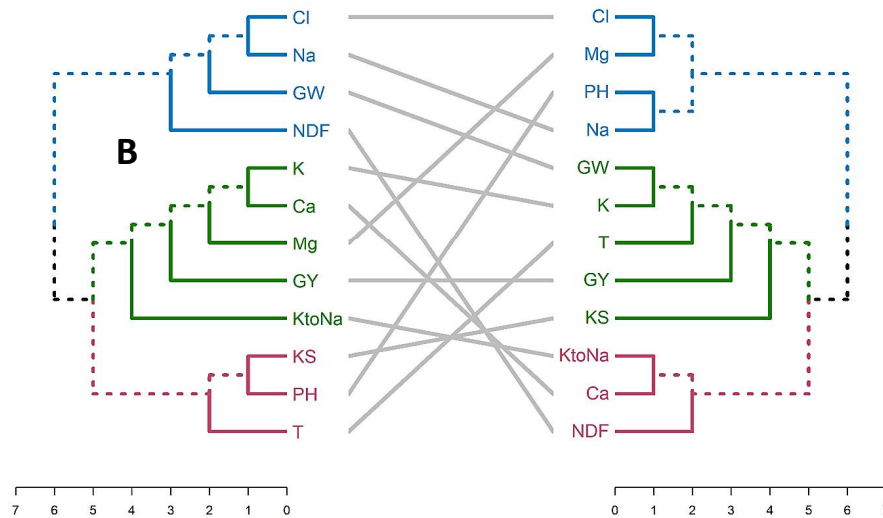 Cl Cl
Na Mg
GW PH
NDF Na
B
K GW
Ca K
Mg T
GY GY
KtoNa KS
KS KtoNa
PH Ca
T NDF
7 6 5 4 3 2 1 0 0 1 2 3 4 5 6